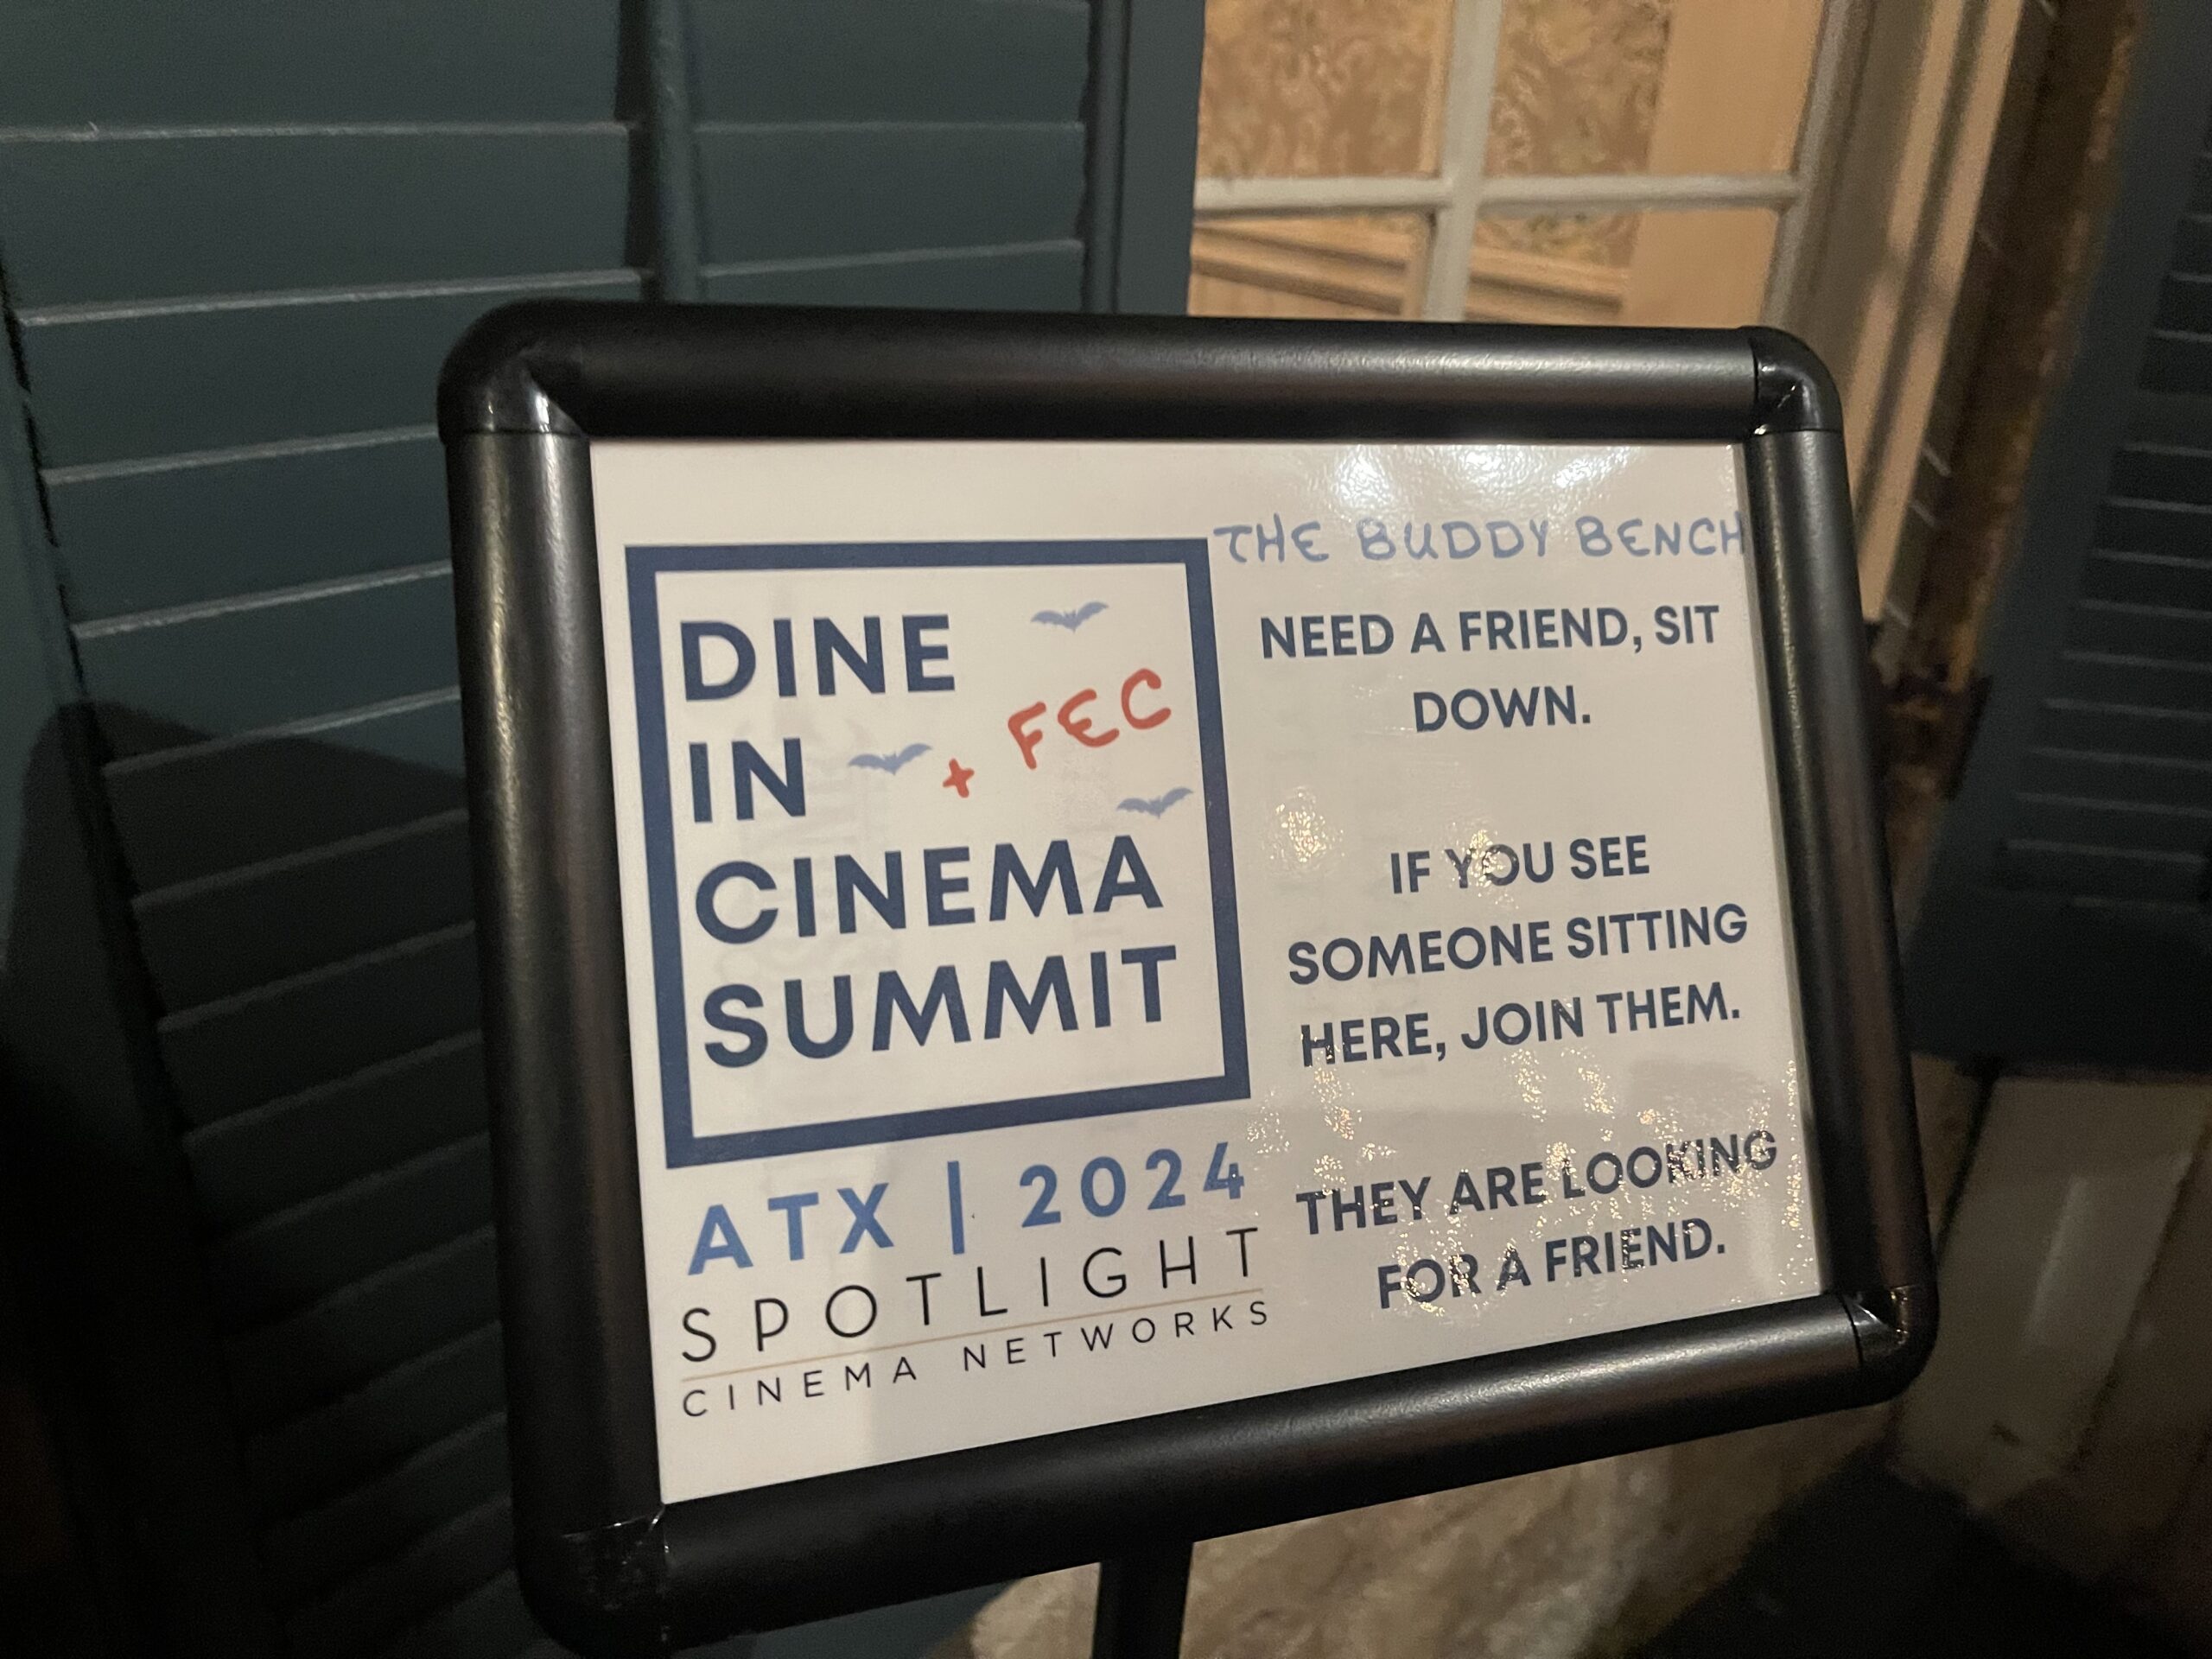 DINE
IN
+ FEC
CINEMA
SUMMIT
ATX | 2024
SPOTLIGHT
CINEMA NETWORKS
THE BUDDY BENCH
NEED A FRIEND, SIT
DOWN.
IF YOU SEE
SOMEONE SITTING
HERE, JOIN THEM.
THEY ARE LOOKING
FOR A FRIEND.